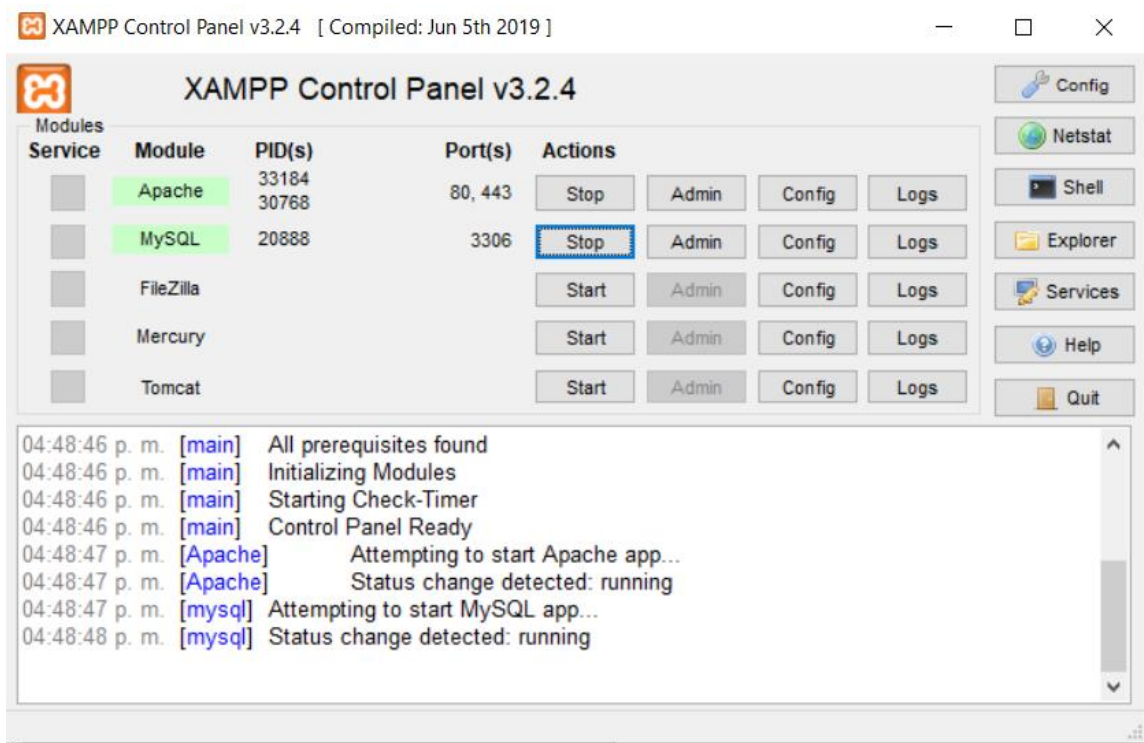 XAMPP Control Panel v3.2.4 [ Compiled: Jun 5th 2019 ]
XAMPP Control Panel v3.2.4
Config
Modules
Service Module PID(s) Port(s) Actions
Netstat
Apache 33184 30768 80, 443 Stop Admin Config Logs
Shell
MySQL 20888 3306 Stop Admin Config Logs
Explorer
FileZilla Start Admin Config Logs
Services
Mercury Start Admin Config Logs
Help
Tomcat Start Admin Config Logs
Quit
04:48:46 p. m. [main] All prerequisites found
04:48:46 p. m. [main] Initializing Modules
04:48:46 p. m. [main] Starting Check-Timer
04:48:46 p. m. [main] Control Panel Ready
04:48:47 p. m. [Apache] Attempting to start Apache app...
04:48:47 p. m. [Apache] Status change detected: running
04:48:47 p. m. [mysql] Attempting to start MySQL app...
04:48:48 p. m. [mysql] Status change detected: running